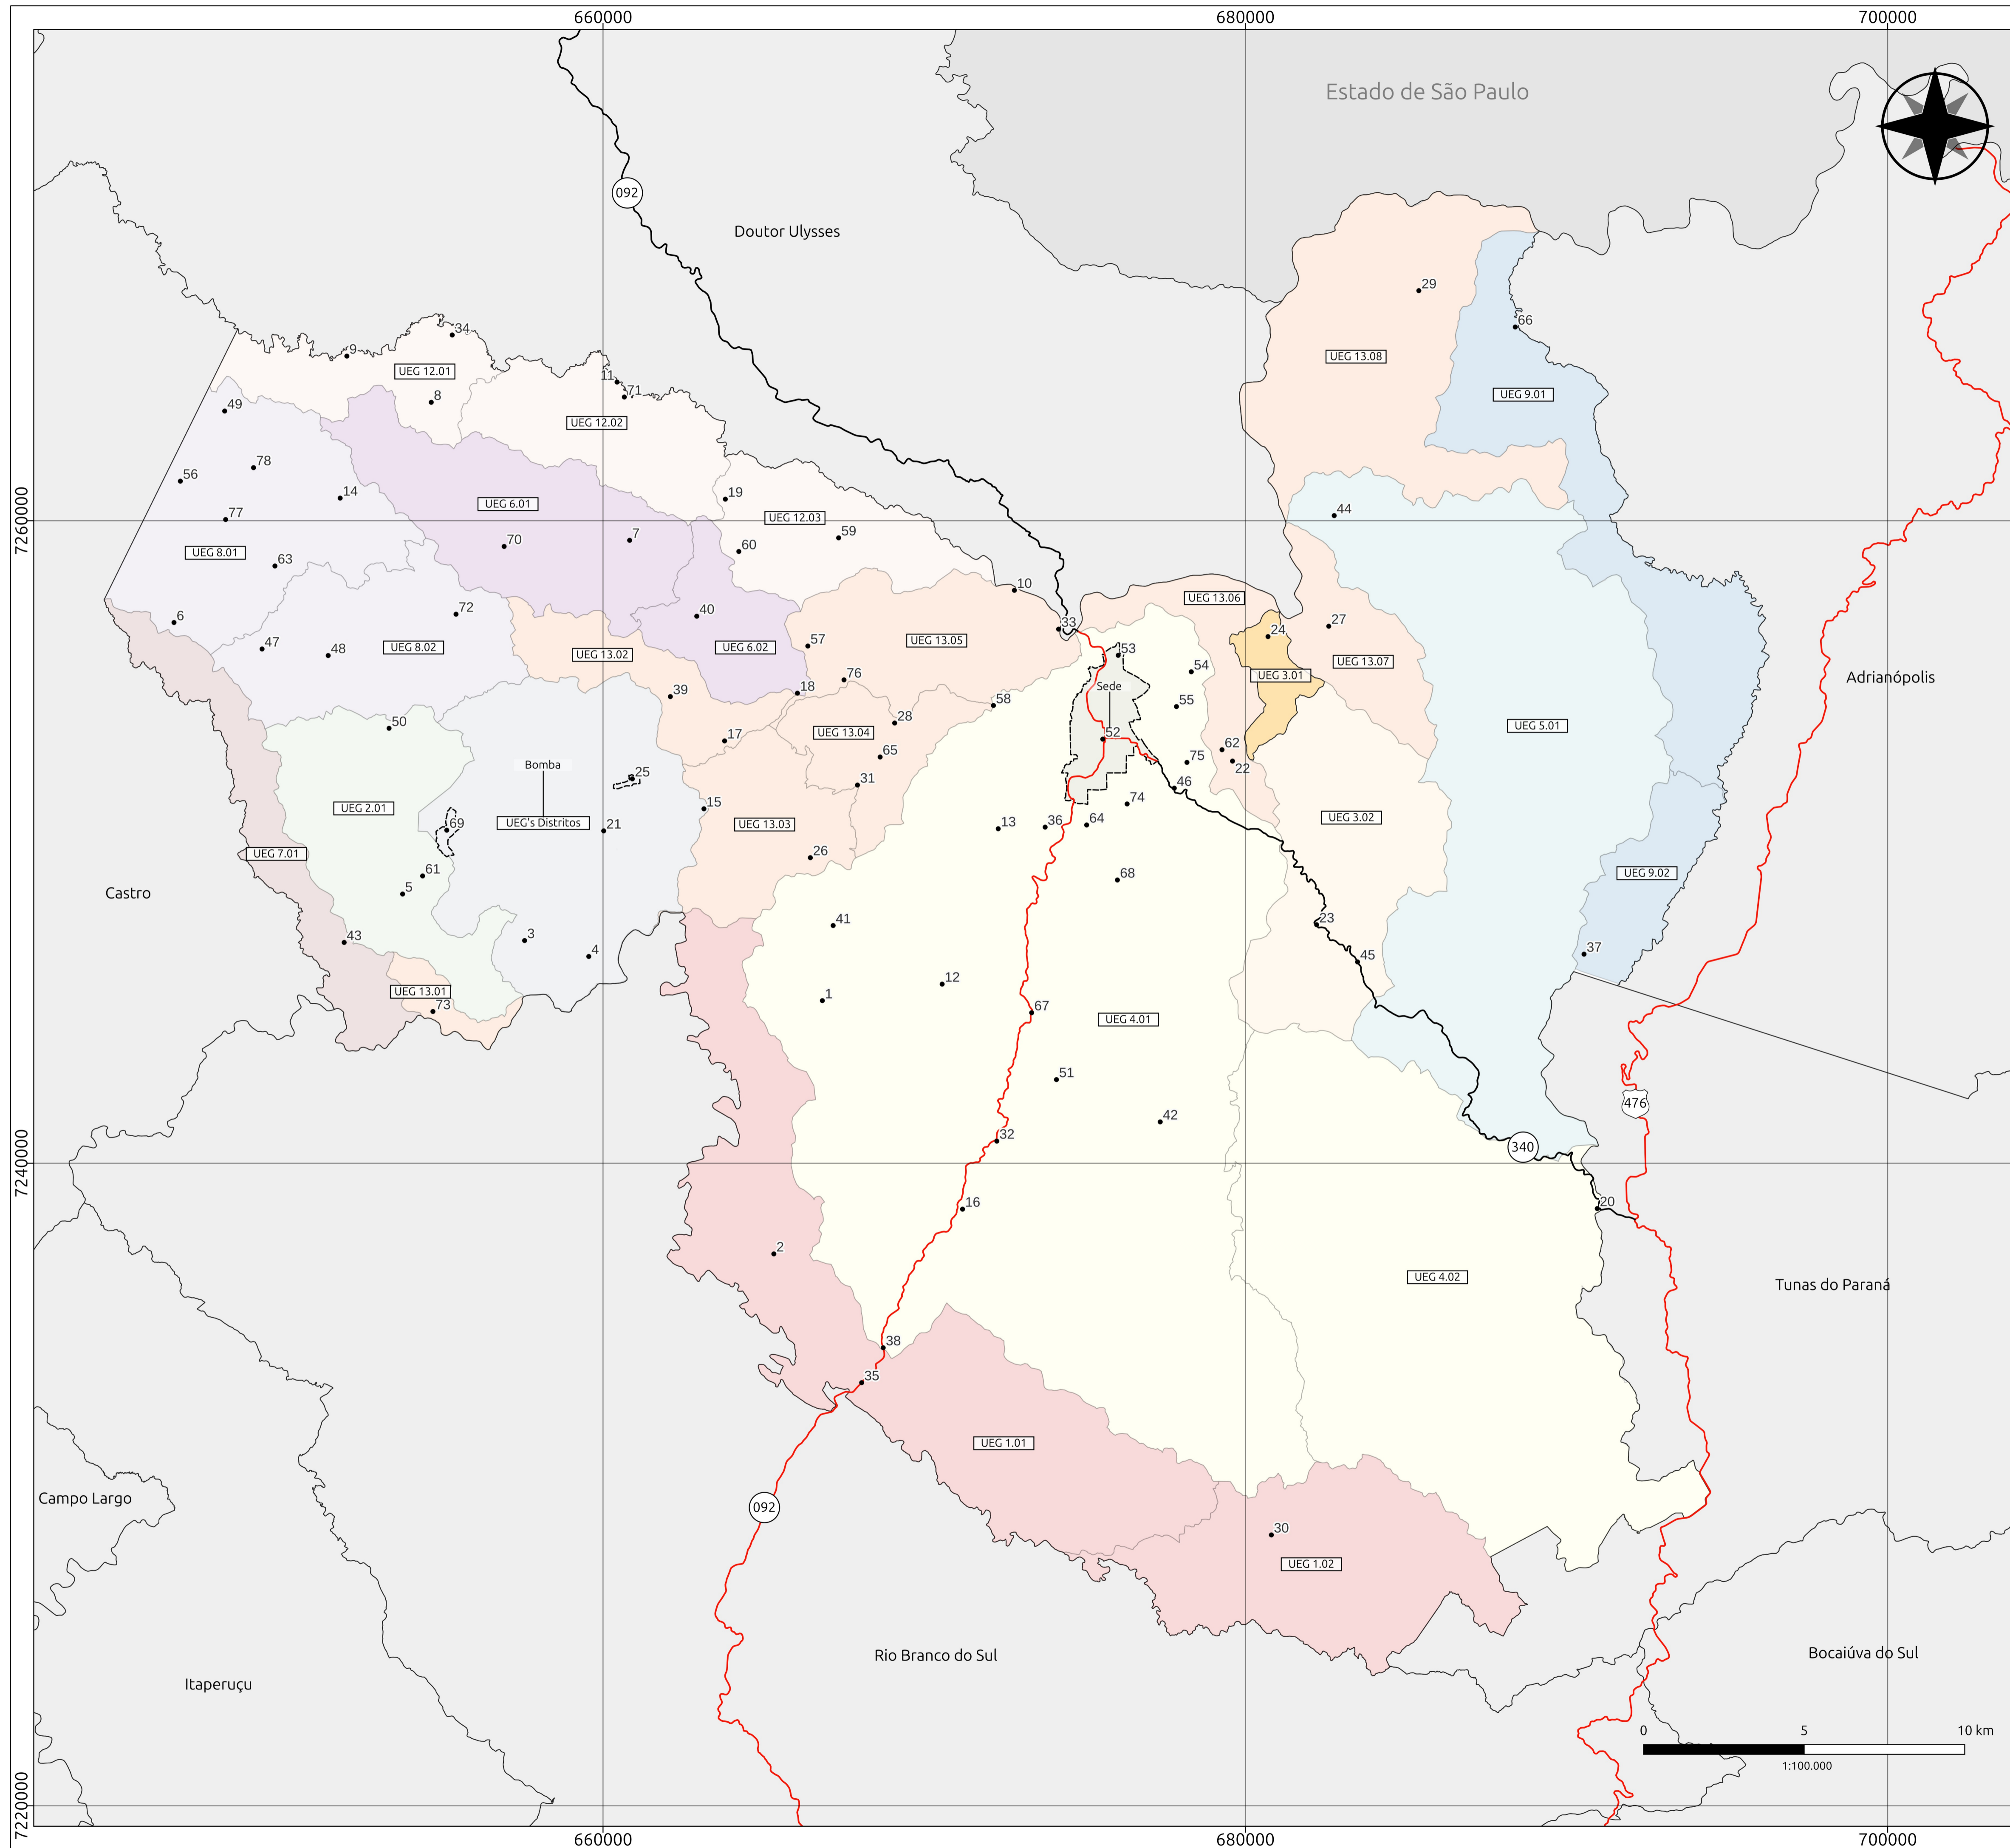 660000
680000
700000
Estado de São Paulo
092
Doutor Ulysses
29
66
34
9
UEG 12.01
UEG 13.08
11
71
8
UEG 9.01
49
UEG 12.02
78
56
14
19
UEG 6.01
UEG 12.03
44
7260000
77
7
59
70
60
UEG 8.01
63
10
UEG 13.06
72
40
6
33
24
27
47
48
UEG 8.02
UEG 13.02
UEG 6.02
57
UEG 13.05
53
UEG 13.07
54
76
Sede
UEG 3.01
Adrianópolis
39
18
58
55
50
28
UEG 5.01
17
UEG 13.04
52
62
65
75
22
Bomba
25
31
46
15
74
UEG 2.01
UEG's Distritos
69
21
UEG 13.03
13
36
64
UEG 3.02
UEG 7.01
26
61
68
UEG 9.02
5
Castro
41
23
43
3
4
45
37
12
UEG 13.01
1
73
67
UEG 4.01
51
476
42
32
340
7240000
16
20
2
UEG 4.02
Tunas do Paraná
38
35
UEG 1.01
Campo Largo
092
30
UEG 1.02
Rio Branco do Sul
Bocaiúva do Sul
Itaperuçu
0
5
10 km
1:100.000
7220000
660000
680000
700000